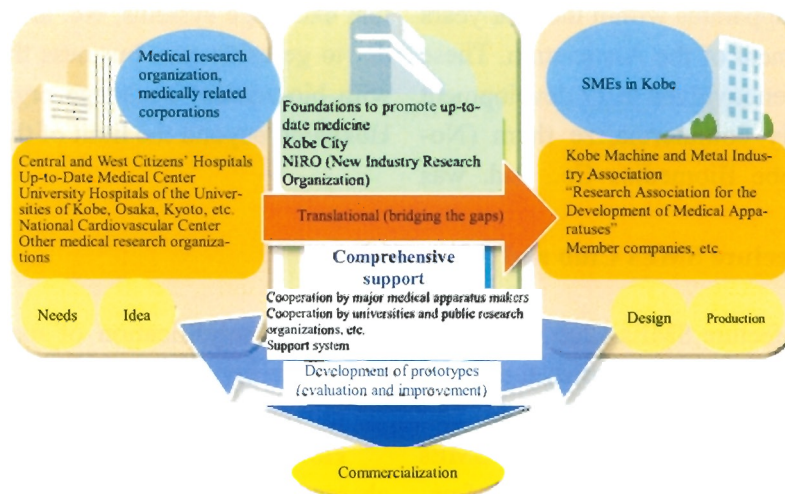 Medical research
organization,
medically related
corporations
Central and West Citizens' Hospitals
Up-to-Date Medical Center
University Hospitals of the Univer-
sities of Kobe, Osaka, Kyoto, etc.
National Cardiovascular Center
Other medical research organiza-
tions
Needs
Idea
Foundations to promote up-to-
date medicine
Kobe City
NIRO (New Industry Research
Organization)
Translational (bridging the gaps)
Comprehensive
support
Cooperation by major medical apparatus makers
Cooperation by universities and public research
organizations, etc.
Support system
Development of prototypes
(evaluation and improvement)
SMEs in Kobe
Kobe Machine and Metal Indus-
try Association
"Research Association for the
Development of Medical Appa-
ratuses"
Member companies, etc.
Design
Production
Commercialization